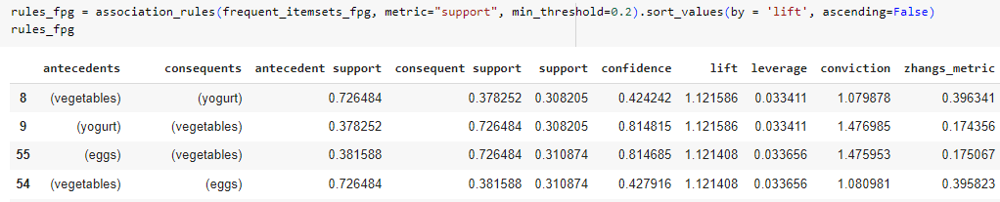 rules_fpg = association_rules(frequent_itemsets_fpg, metric="support", min_threshold=0.2).sort_values(by = 'lift', ascending=False)
rules_fpg
antecedents consequents antecedent support consequent support support confidence lift leverage conviction zhangs_metric
8 (vegetables) (yogurt) 0.726484 0.378252 0.308205 0.424242 1.121586 0.033411 1.079878 0.396341
9 (yogurt) (vegetables) 0.378252 0.726484 0.308205 0.814815 1.121586 0.033411 1.476985 0.174356
55 (eggs) (vegetables) 0.381588 0.726484 0.310874 0.814685 1.121408 0.033656 1.475953 0.175067
54 (vegetables) (eggs) 0.726484 0.381588 0.310874 0.427916 1.121408 0.033656 1.080981 0.395823